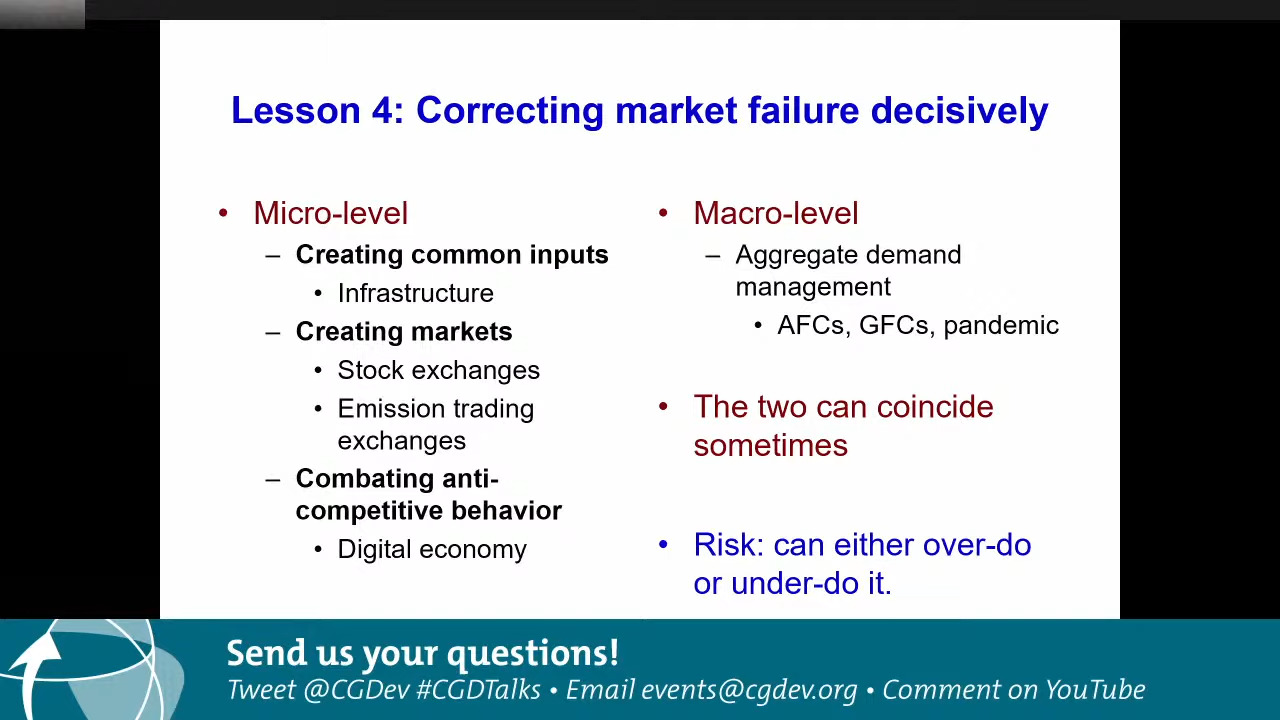 Lesson 4: Correcting market failure decisively
• Micro-level
– Creating common inputs
• Infrastructure
– Creating markets
• Stock exchanges
• Emission trading
exchanges
– Combating anti-
competitive behavior
• Digital economy
• Macro-level
– Aggregate demand
management
• AFCs, GFCs, pandemic
• The two can coincide
sometimes
• Risk: can either over-do
or under-do it.
Send us your questions!
Tweet @CGDev #CGDTalks • Email events@cgdev.org • Comment on YouTube